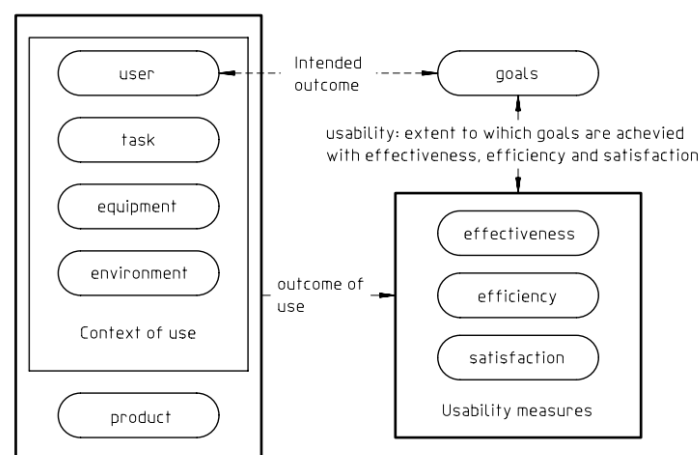 user
Intended
outcome
goals
task
usability: extent to wihich goals are achevied
with effectiveness, efficiency and satisfaction
equipment
effectiveness
environment
outcome of
use
efficiency
Context of use
satisfaction
product
Usability measures